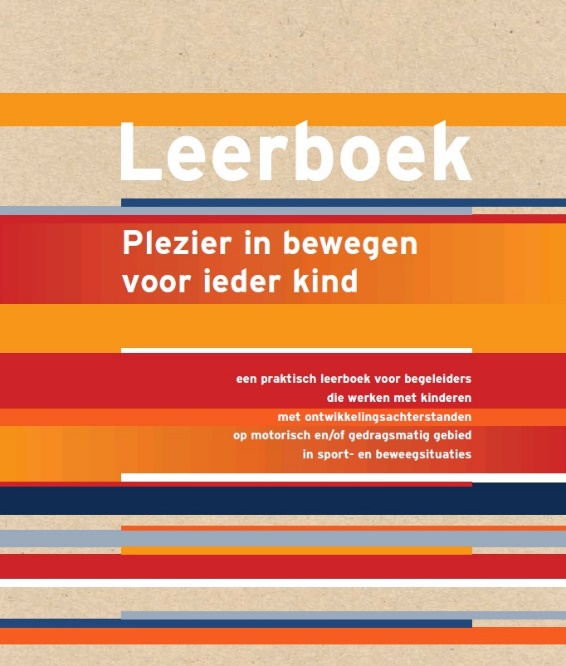 Leerboek
Plezier in bewegen
voor ieder kind
een praktisch leerboek voor begeleiders
die werken met kinderen
met ontwikkelingsachterstanden
op motorisch en/of gedragsmatig gebied
in sport- en beweegsituaties